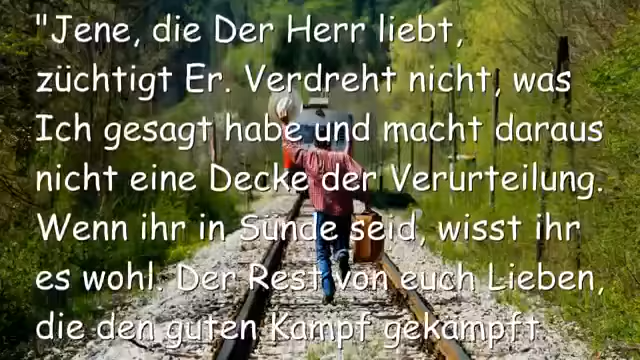 "Jene, die Der Herr liebt,
züchtigt Er. Verdreht nicht, was
Ich gesagt habe und macht daraus
nicht eine Decke der Verurteilung.
Wenn ihr in Sünde seid, wisst ihr
es wohl. Der Rest von euch Lieben,
die den guten Kampf gekämpft